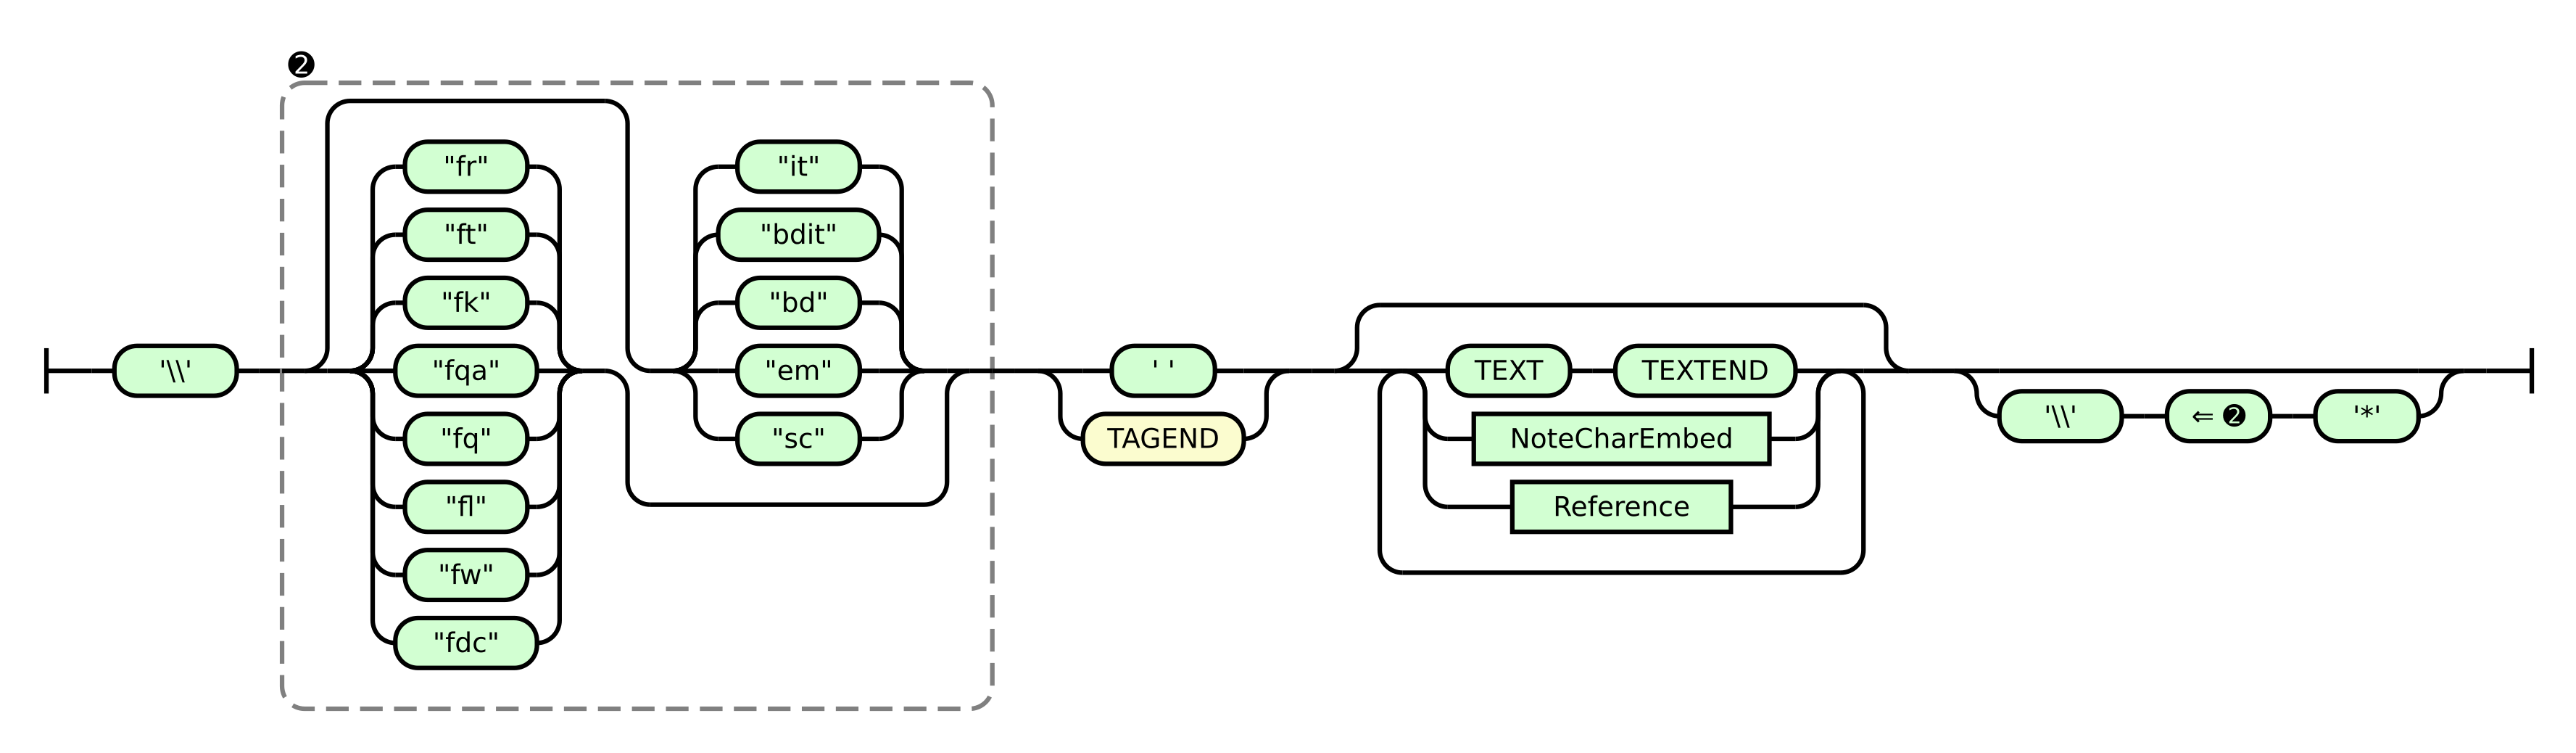 ❷
"fr"
"it"
"ft"
"bdit"
"fk"
"bd"
'\\'
"fqa"
"em"
' '
TEXT
TEXTEND
'\\'
⇐ ❷
'*'
"fq"
"sc"
TAGEND
NoteCharEmbed
"fl"
Reference
"fw"
"fdc"